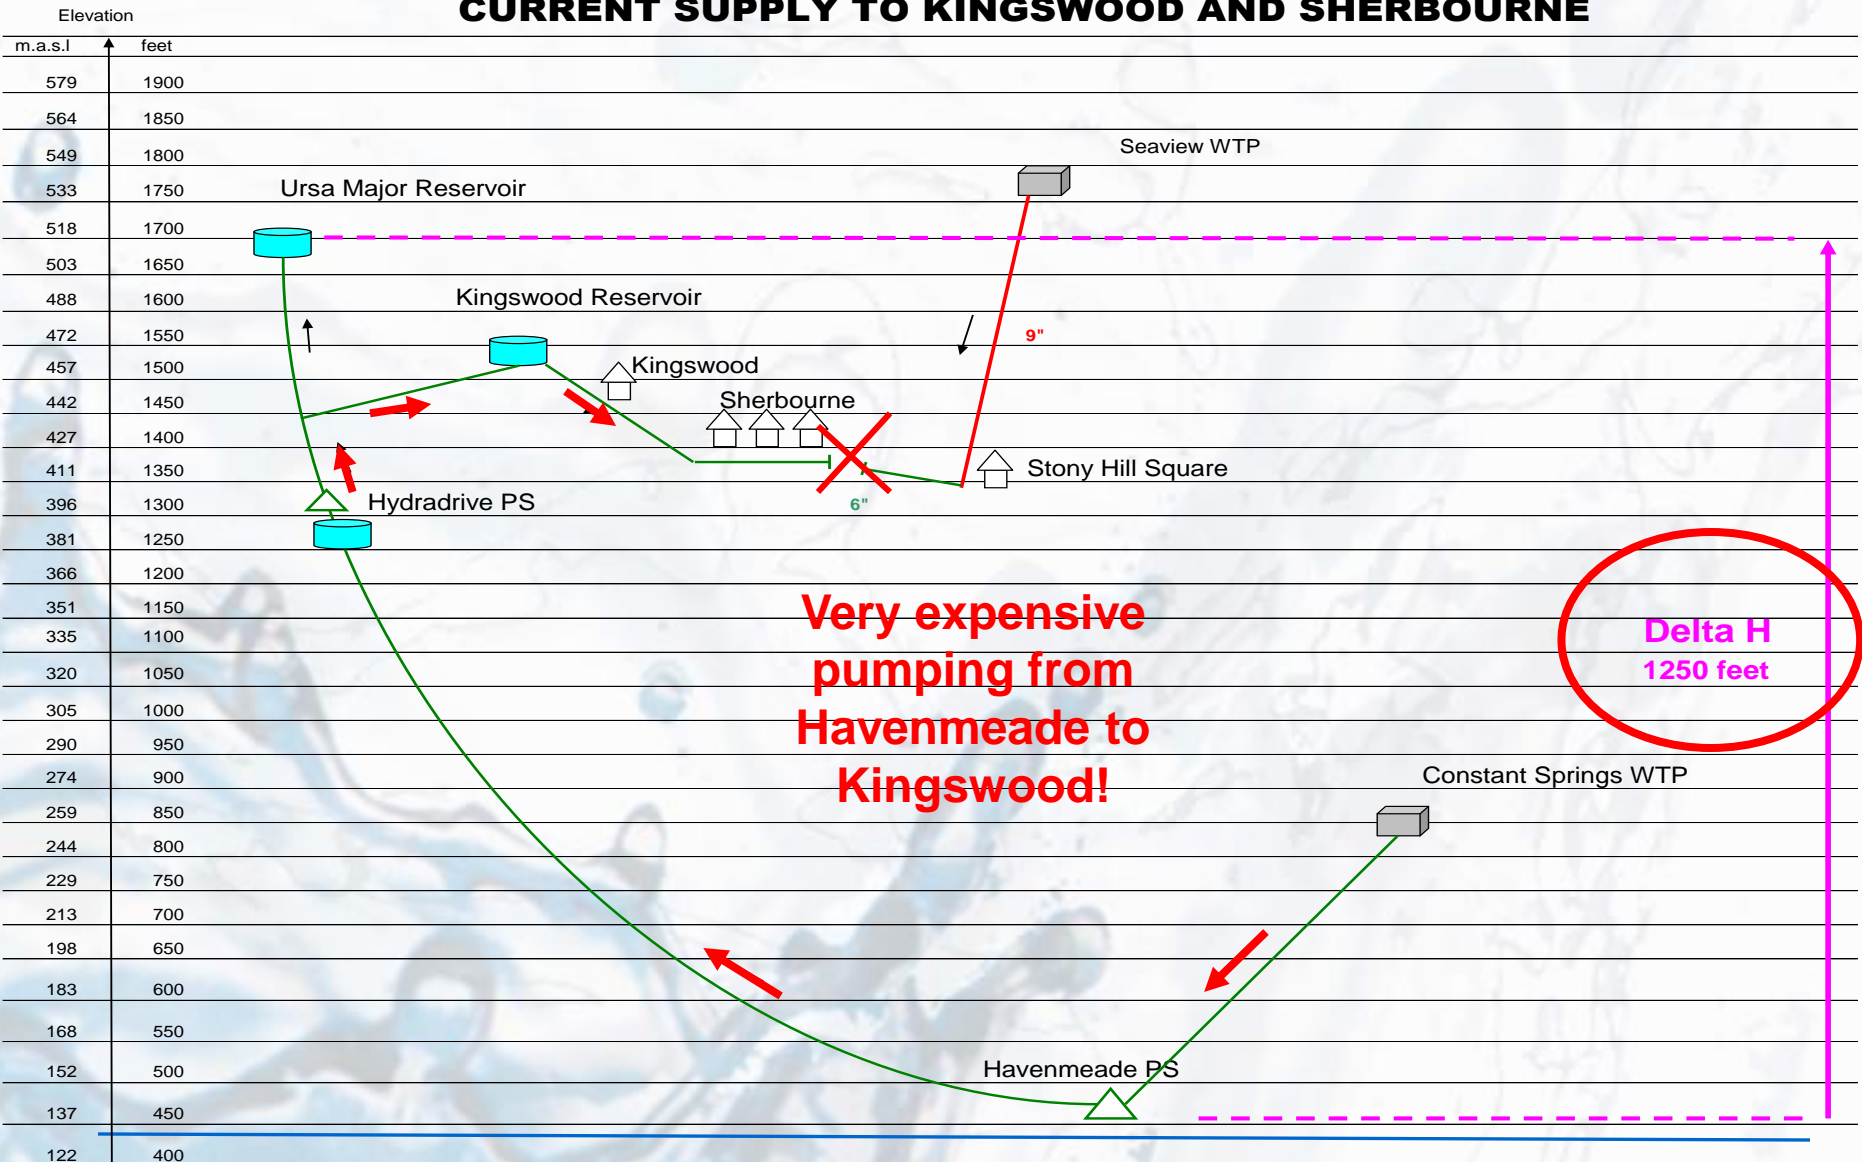 CURRENT SUPPLY TO KINGSWOOD AND SHERBOURNE
Elevation
m.a.s.l feet
579 1900
564 1850
549 1800
Seaview WTP
533 1750
Ursa Major Reservoir
518 1700
503 1650
488 1600
Kingswood Reservoir
472 1550
9"
457 1500
Kingswood
442 1450
Sherbourne
427 1400
411 1350
Stony Hill Square
396 1300
Hydradrive PS
6"
381 1250
366 1200
351 1150
335 1100
320 1050
305 1000
290 950
274 900
259 850
244 800
229 750
213 700
198 650
183 600
168 550
152 500
137 450
122 400
Very expensive
pumping from
Havenmeade to
Kingswood!
Delta H
1250 feet
Constant Springs WTP
Havenmeade PS